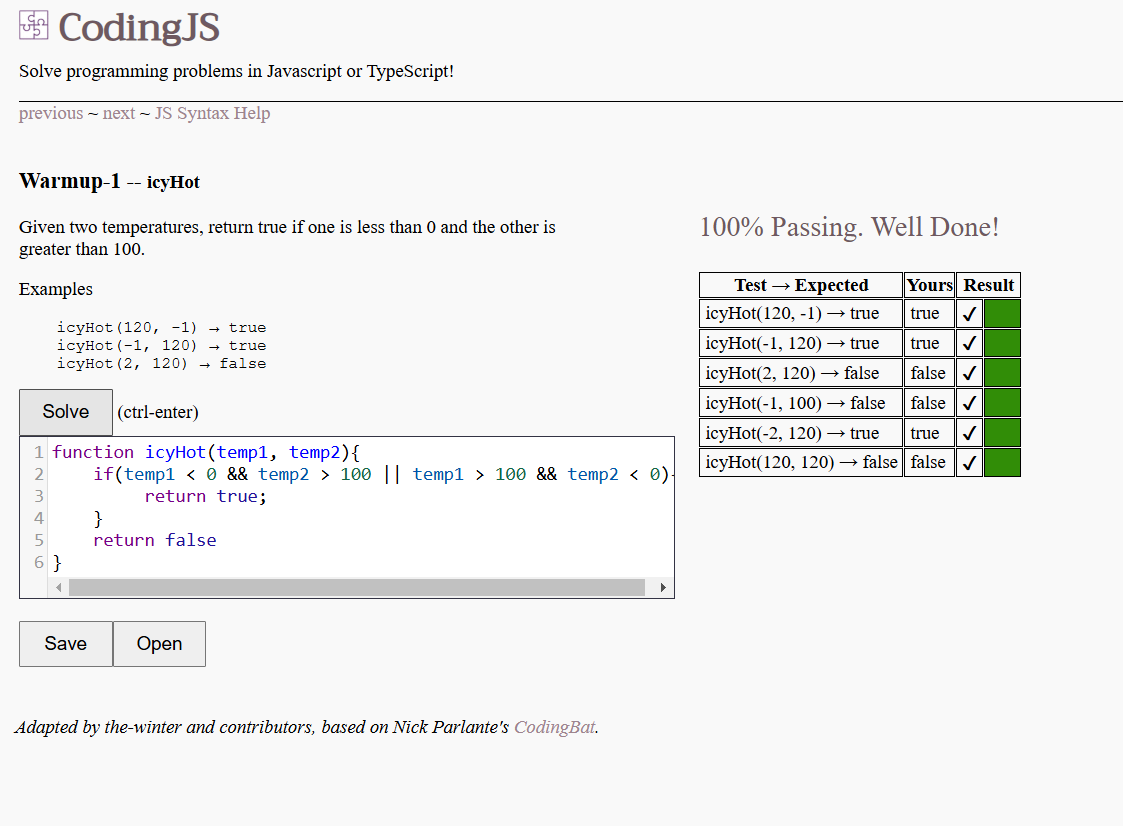 CodingJS
Solve programming problems in Javascript or TypeScript!
previous ~ next ~ JS Syntax Help
Warmup-1 -- icyHot
Given two temperatures, return true if one is less than 0 and the other is
greater than 100.
Examples
icyHot(120, -1) → true
icyHot(-1, 120) → true
icyHot(2, 120) → false
Solve (ctrl-enter)
1 function icyHot(temp1, temp2){
2 if(temp1 < 0 && temp2 > 100 || temp1 > 100 && temp2 < 0)
3 return true;
4 }
5 return false
6 }
Save Open
100% Passing. Well Done!
Test → Expected Yours Result
icyHot(120, -1) → true true ✓
icyHot(-1, 120) → true true ✓
icyHot(2, 120) → false false ✓
icyHot(-1, 100) → false false ✓
icyHot(-2, 120) → true true ✓
icyHot(120, 120) → false false ✓
Adapted by the-winter and contributors, based on Nick Parlante's CodingBat.